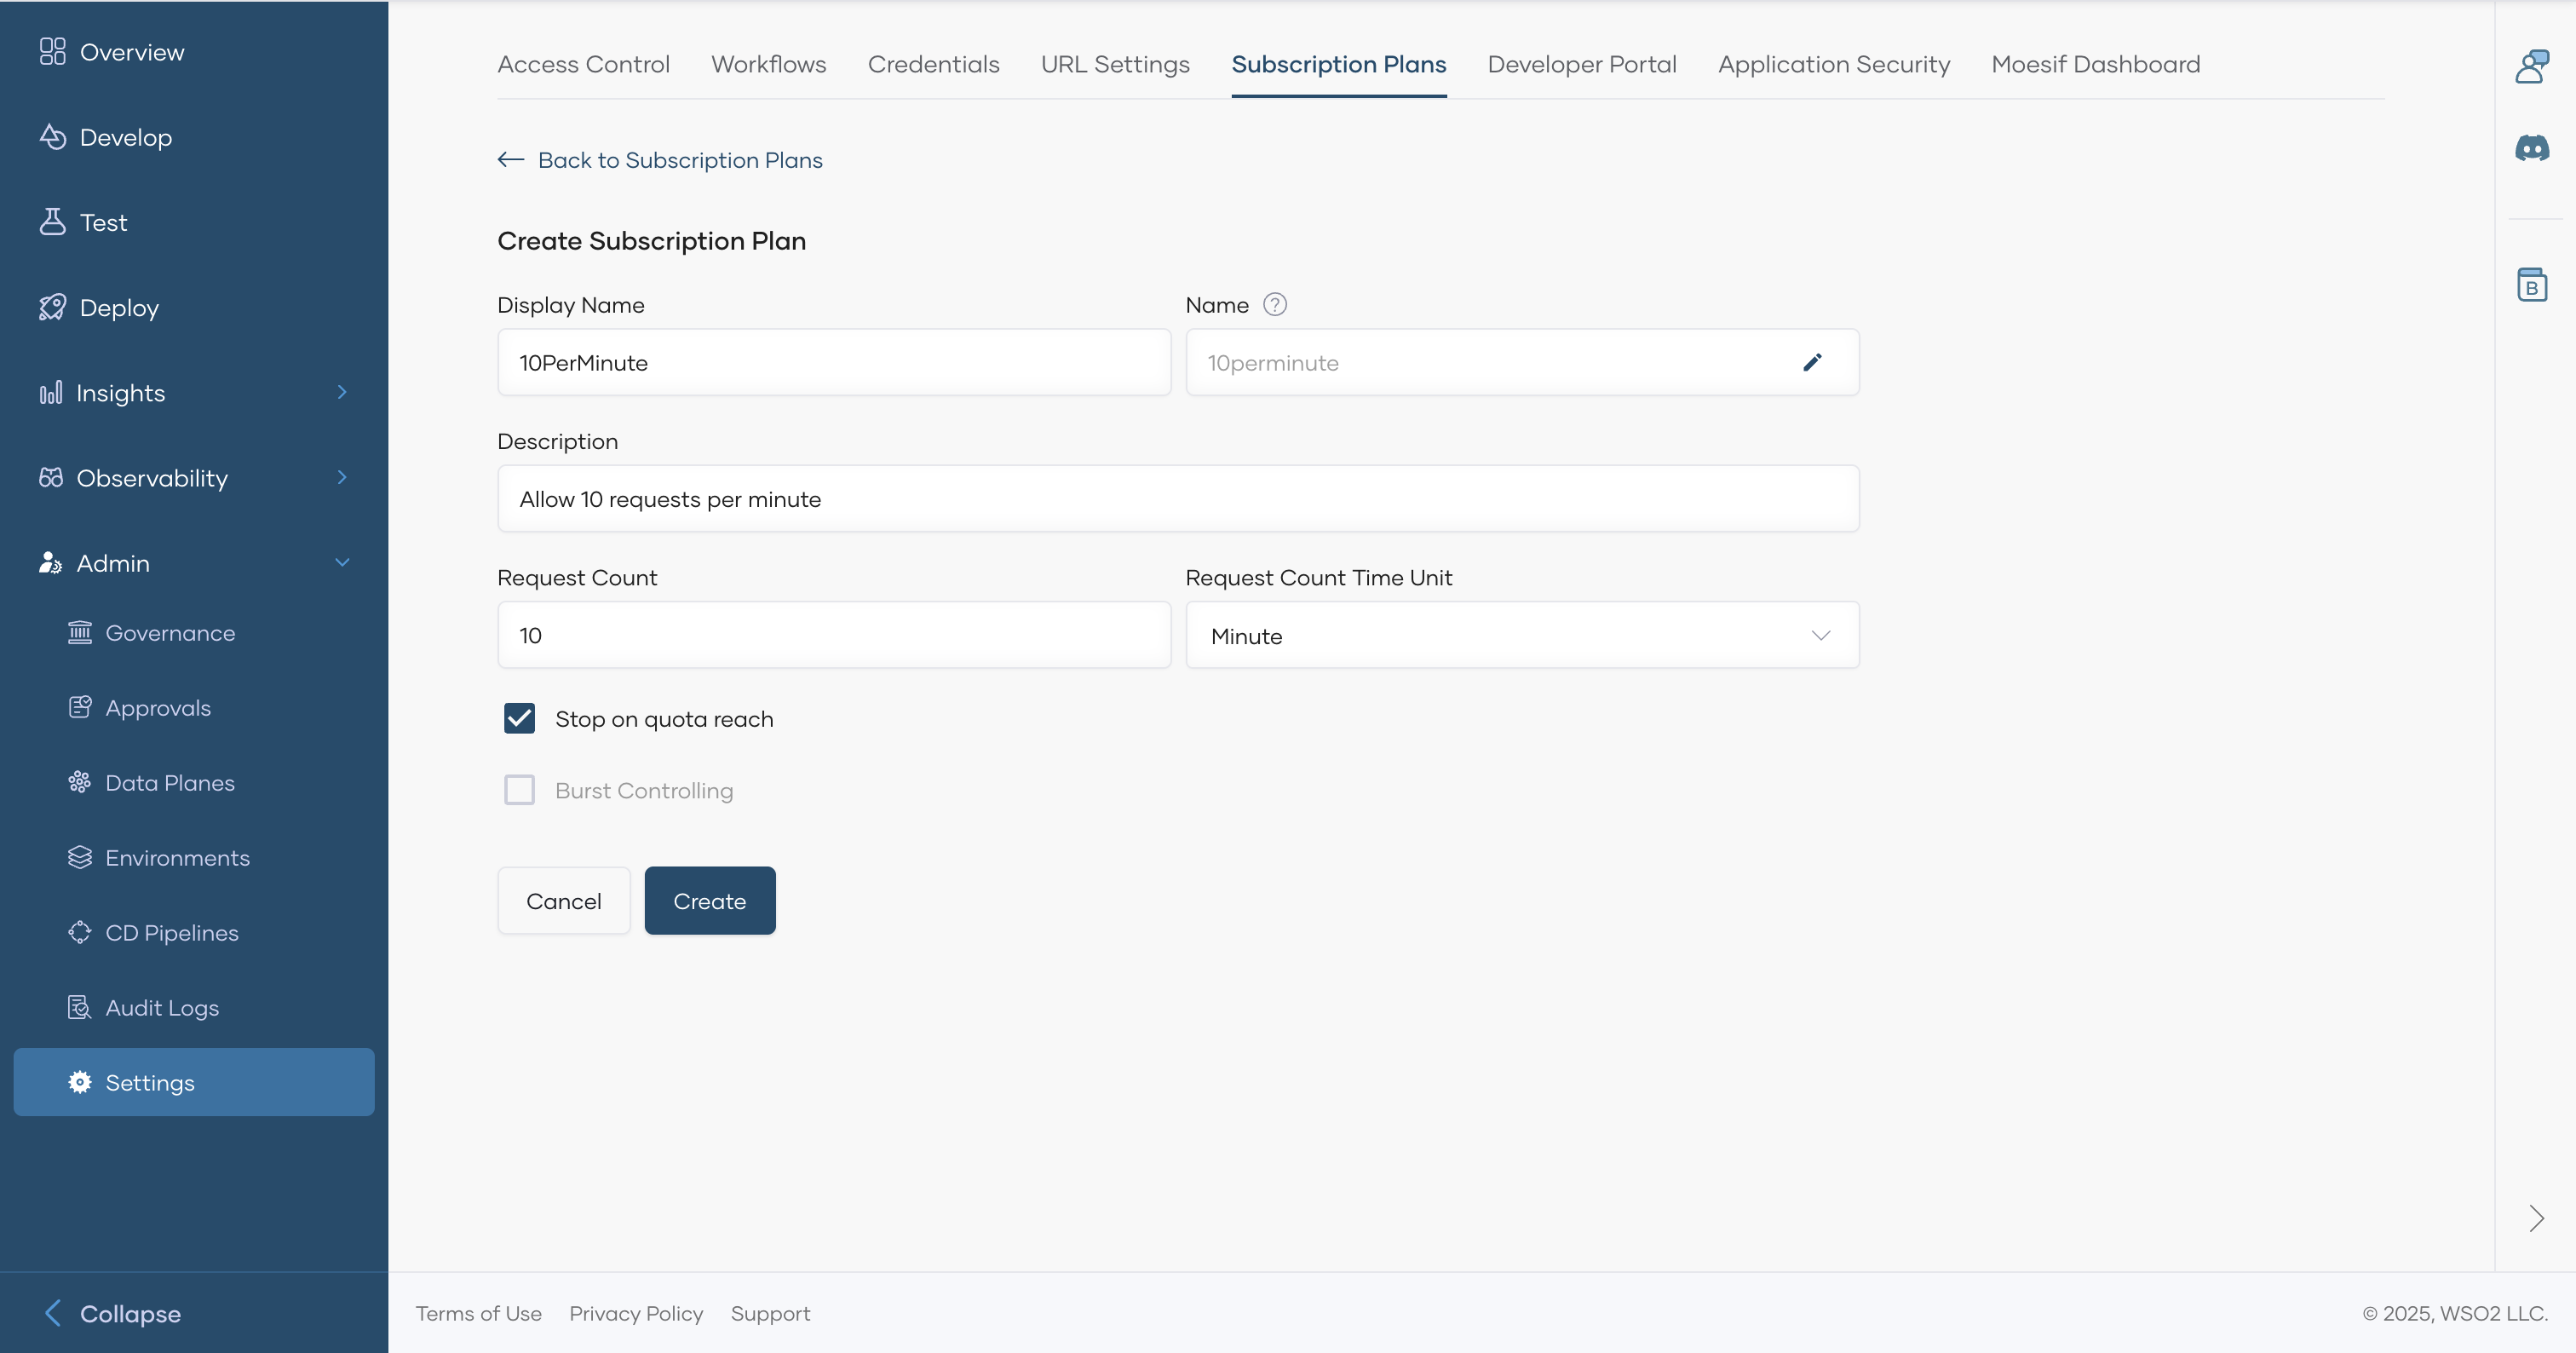 Overview
Develop
Test
Deploy
Insights
Observability
Admin
Governance
Approvals
Data Planes
Environments
CD Pipelines
Audit Logs
Settings
Collapse
Access Control Workflows Credentials URL Settings Subscription Plans Developer Portal Application Security Moesif Dashboard
Back to Subscription Plans
Create Subscription Plan
Display Name Name ?
10PerMinute 10perminute
Description
Allow 10 requests per minute
Request Count Request Count Time Unit
10 Minute
Stop on quota reach
Burst Controlling
Cancel Create
B
Terms of Use Privacy Policy Support © 2025, WSO2 LLC.